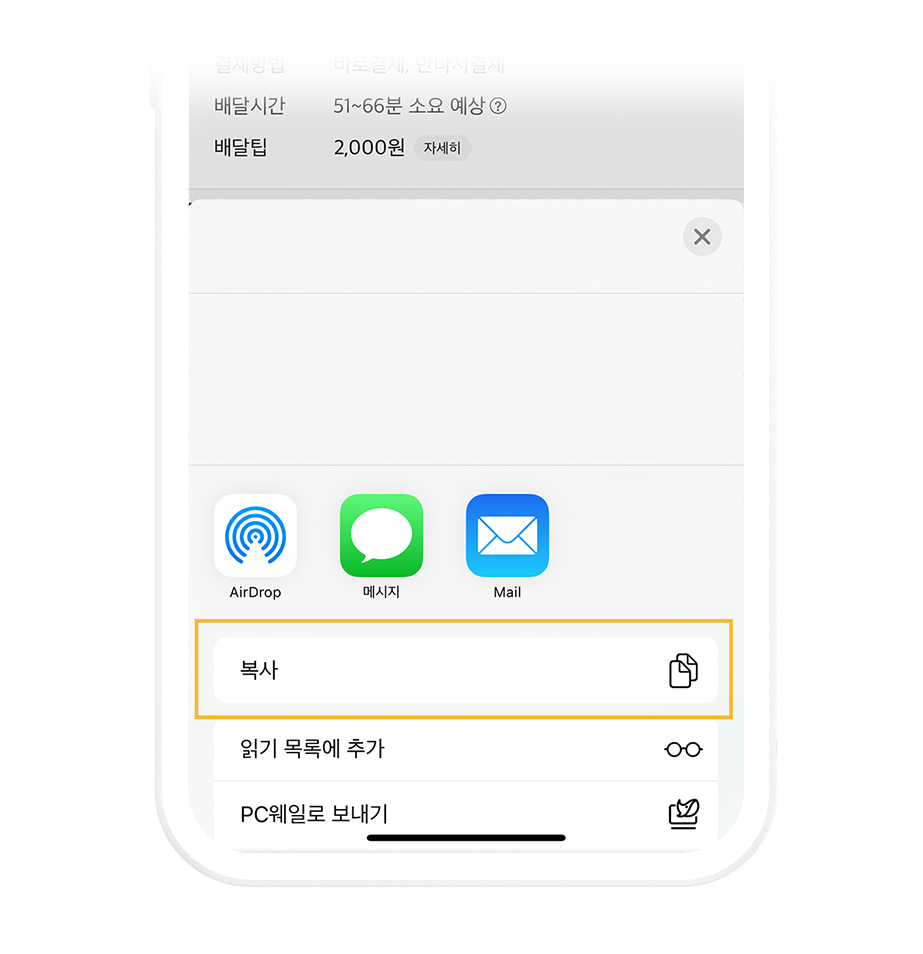 결제방법 바로결제, 만나서결제
배달시간 51~66분 소요 예상 ?
배달팁 2,000원 자세히
AirDrop 메시지 Mail
복사
읽기 목록에 추가
PC웨일로 보내기